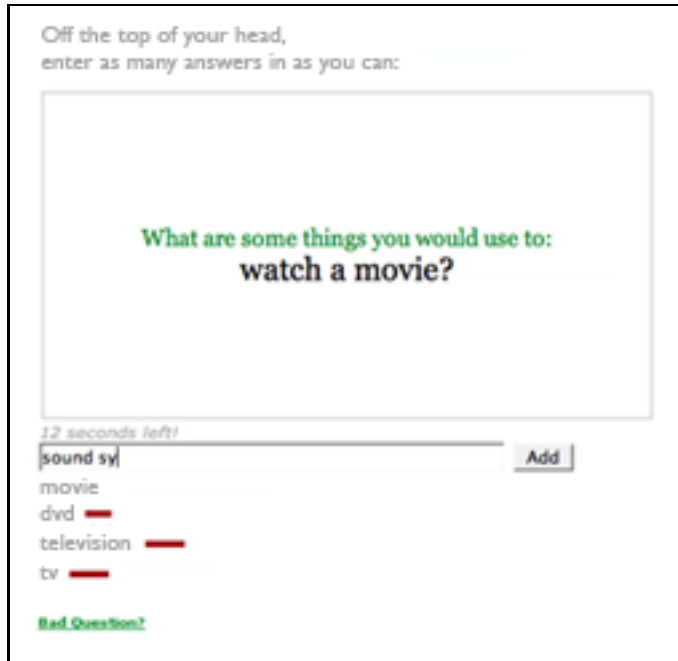 Off the top of your head,
enter as many answers in as you can:
What are some things you would use to:
watch a movie?
12 seconds left!
sound sy
Add
movie
dvd
television
tv
Bad Question?